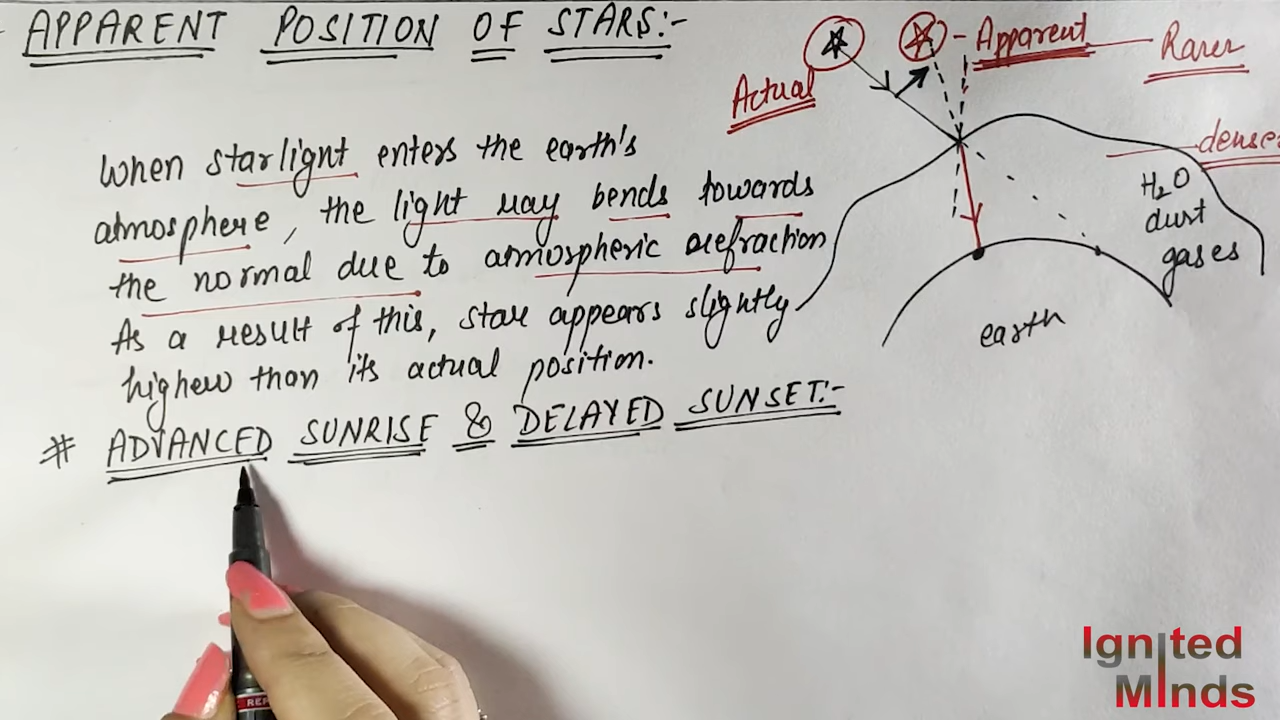 APPARENT POSITION OF STARS:-
When starlight enters the earth's
atmosphere, the light ray bends towards
the normal due to atmospheric refraction
As a result of this, star appears slightly
higher than its actual position.
# ADVANCED SUNRISE & DELAYED SUNSET:-
Actual
- Apparent
Rarer
denser
H₂O
dust
gases
earth
Ignited
Minds